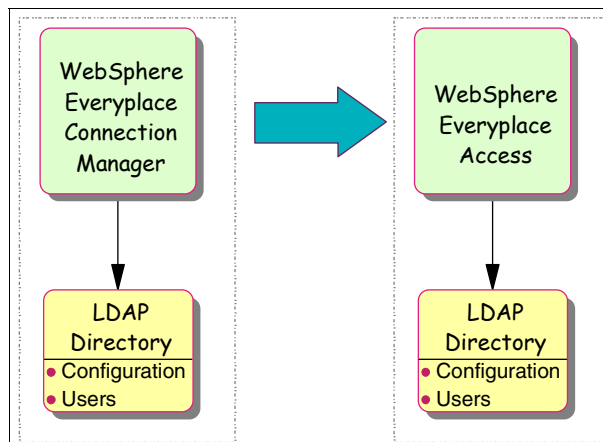 WebSphere
Everyplace
Connection
Manager
WebSphere
Everyplace
Access
LDAP
Directory
Configuration
Users
LDAP
Directory
Configuration
Users